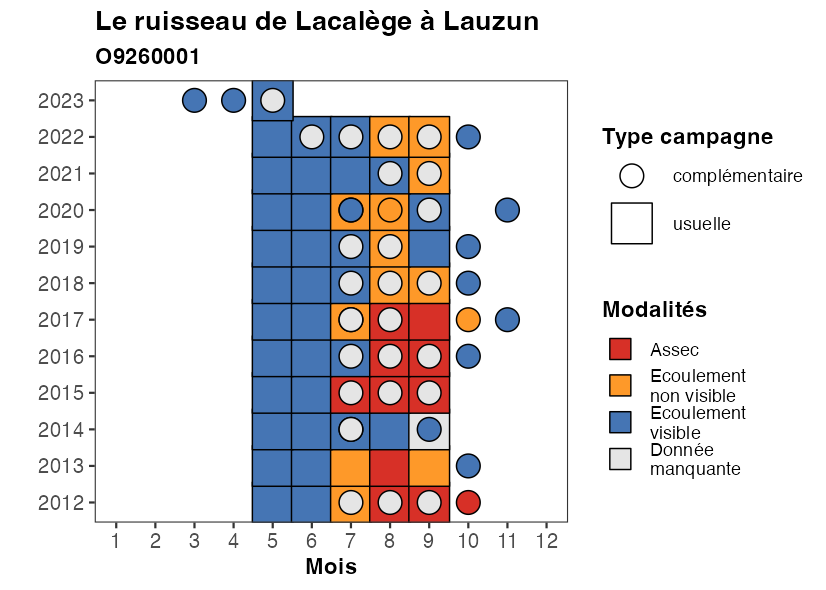 Le ruisseau de Lacalège à Lauzun
O9260001
2023
2022
2021
2020
2019
2018
2017
2016
2015
2014
2013
2012
1 2 3 4 5 6 7 8 9 10 11 12
Mois
Type campagne
complémentaire
usuelle
Modalités
Assec
Ecoulement
non visible
Ecoulement
visible
Donnée
manquante